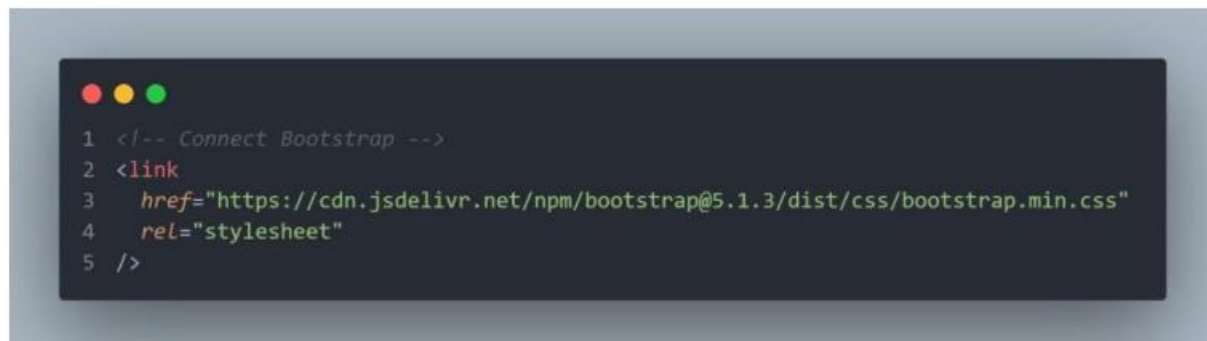 1 <!-- Connect Bootstrap -->
2 <link
3 href="https://cdn.jsdelivr.net/npm/bootstrap@5.1.3/dist/css/bootstrap.min.css"
4 rel="stylesheet"
5 />